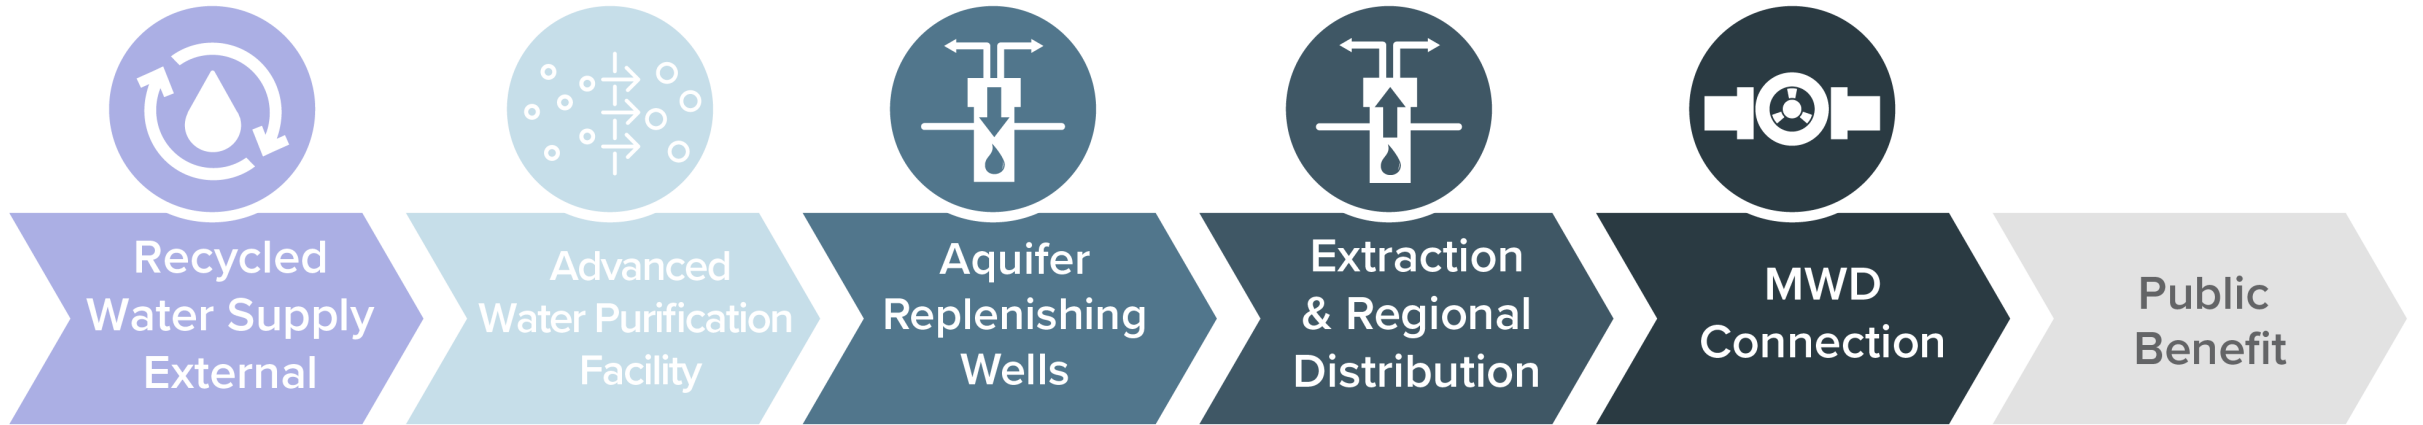 Recycled
Water Supply
External
Advanced
Water Purification
Facility
Aquifer
Replenishing
Wells
Extraction
& Regional
Distribution
MWD
Connection
Public
Benefit